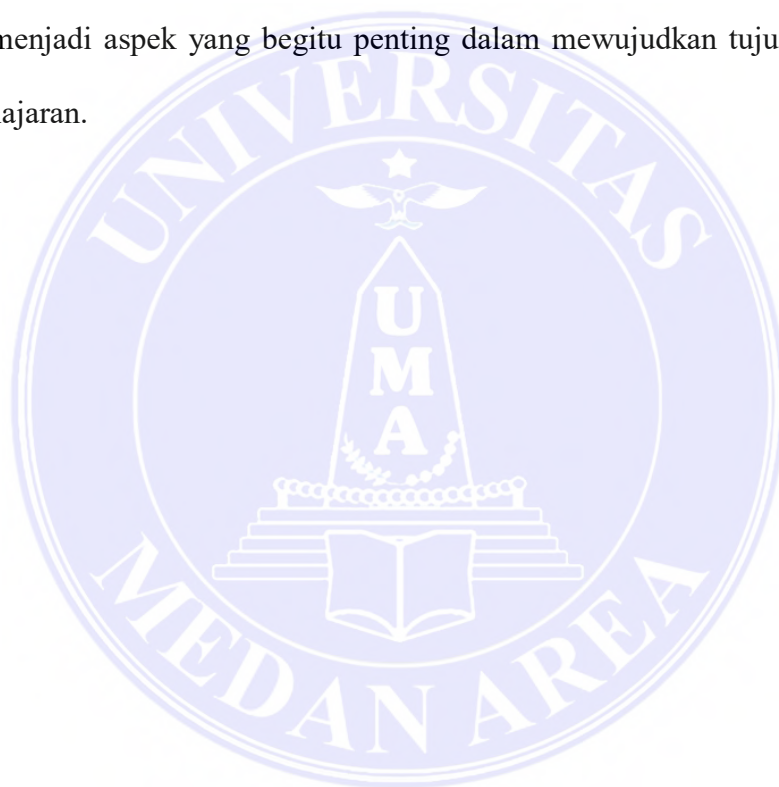 menjadi aspek yang begitu penting dalam mewujudkan tuju
ajaran.
UNIVERSITAS
U
M
A
MEDAN AREA